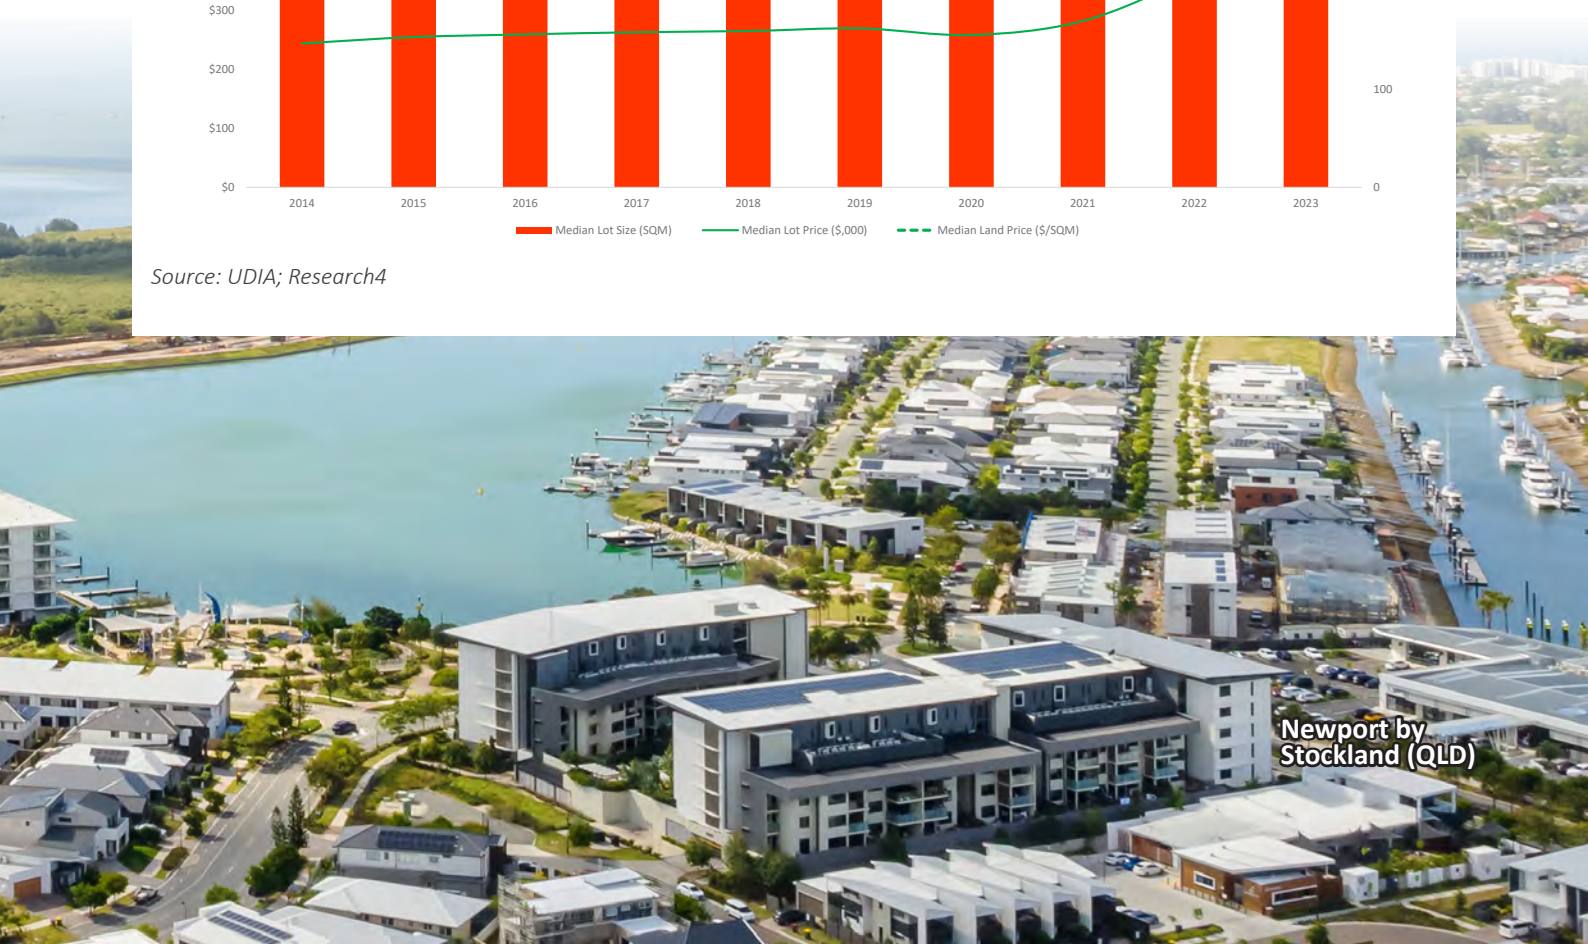 $300
$200
$100
100
$0
0
2014 2015 2016 2017 2018 2019 2020 2021 2022 2023
Median Lot Size (SQM) Median Lot Price ($,000) Median Land Price ($/SQM)
Source: UDIA; Research4
Newport by
Stockland (QLD)